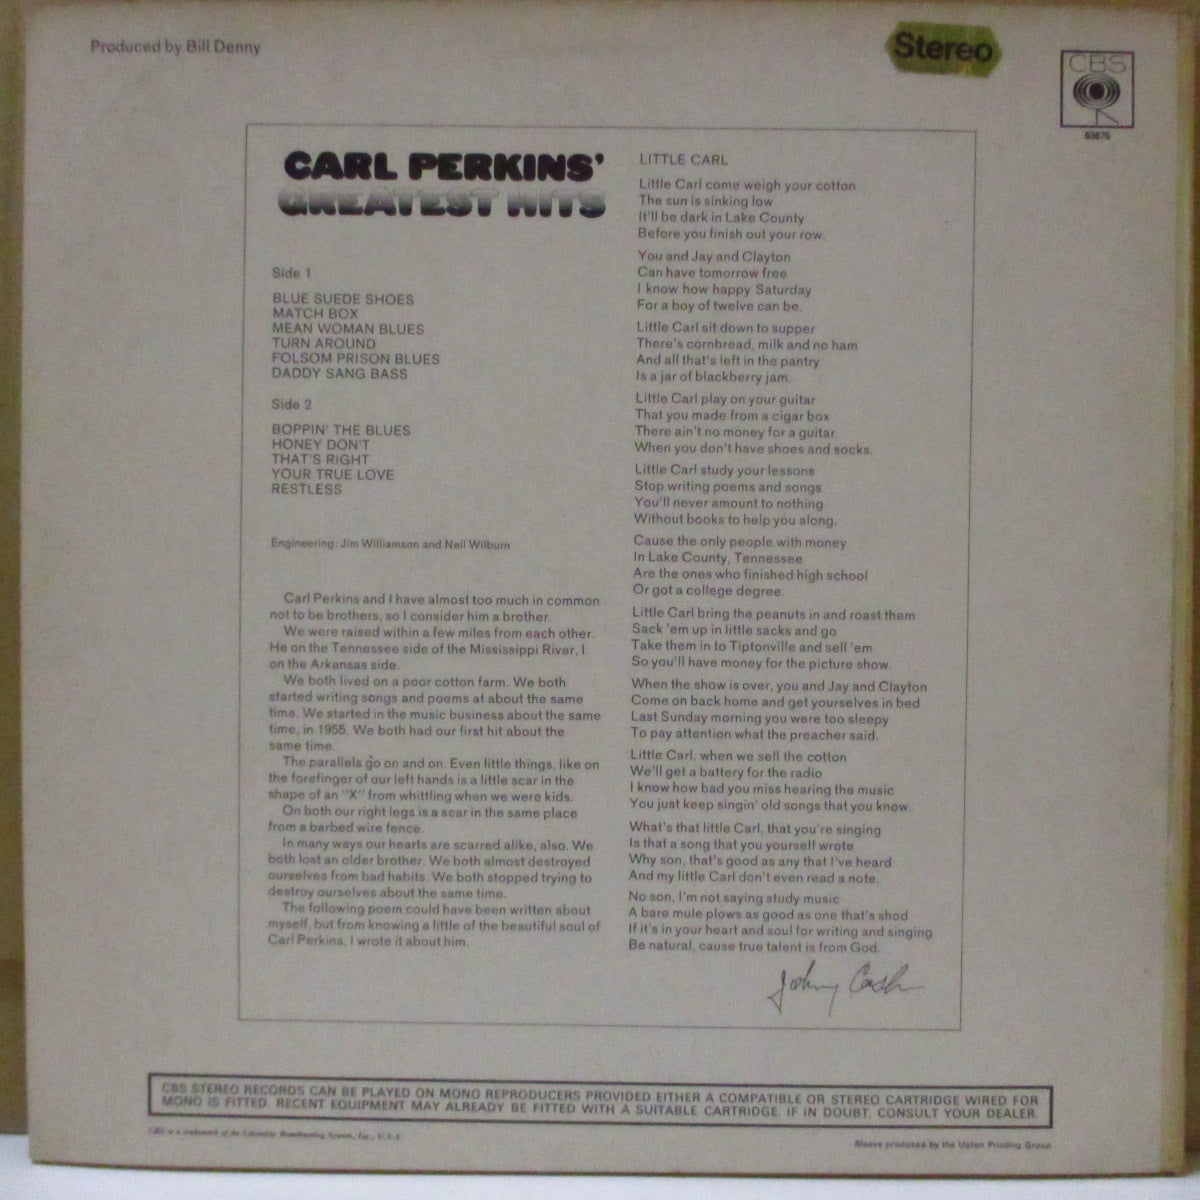 Produced by Bill Denny
Stereo
CBS
63676
CARL PERKINS'
GREATEST HITS
Side 1
BLUE SUEDE SHOES
MATCH BOX
MEAN WOMAN BLUES
TURN AROUND
FOLSOM PRISON BLUES
DADDY SANG BASS
Side 2
BOPPIN' THE BLUES
HONEY DON'T
THAT'S RIGHT
YOUR TRUE LOVE
RESTLESS
Engineering: Jim Williamson and Neil Wilburn
Carl Perkins and I have almost too much in common
not to be brothers, so I consider him a brother.
We were raised within a few miles from each other.
He on the Tennessee side of the Mississippi River, I
on the Arkansas side.
We both lived on a poor cotton farm. We both
started writing songs and poems at about the same
time. We started in the music business about the same
time, in 1955. We both had our first hit about the
same time.
The parallels go on and on. Even little things, like on
the forefinger of our left hands is a little scar in the
shape of an "X" from whittling when we were kids.
On both our right legs is a scar in the same place
from a barbed wire fence.
In many ways our hearts are scarred alike, also. We
both lost an older brother. We both almost destroyed
ourselves from bad habits. We both stopped trying to
destroy ourselves about the same time.
The following poem could have been written about
myself, but from knowing a little of the beautiful soul of
Carl Perkins, I wrote it about him.
LITTLE CARL
Little Carl come weigh your cotton
The sun is sinking low
It'll be dark in Lake County
Before you finish out your row.
You and Jay and Clayton
Can have tomorrow free
I know how happy Saturday
For a boy of twelve can be.
Little Carl sit down to supper
There's cornbread, milk and no ham
And all that's left in the pantry
Is a jar of blackberry jam.
Little Carl play on your guitar
That you made from a cigar box
There ain't no money for a guitar
When you don't have shoes and socks.
Little Carl study your lessons
Stop writing poems and songs
You'll never amount to nothing
Without books to help you along.
Cause the only people with money
In Lake County, Tennessee
Are the ones who finished high school
Or got a college degree.
Little Carl bring the peanuts in and roast them
Sack 'em up in little sacks and go
Take them in to Tiptonville and sell 'em
So you'll have money for the picture show.
When the show is over, you and Jay and Clayton
Come on back home and get yourselves in bed
Last Sunday morning you were too sleepy
To pay attention what the preacher said.
Little Carl, when we sell the cotton
We'll get a battery for the radio
I know how bad you miss hearing the music
You just keep singin' old songs that you know.
What's that little Carl, that you're singing
Is that a song that you yourself wrote
Why son, that's good as any that I've heard
And my little Carl don't even read a note.
No son, I'm not saying study music
A bare mule plows as good as one that's shod
If it's in your heart and soul for writing and singing
Be natural, cause true talent is from God.
Johnny Cash
CBS STEREO RECORDS CAN BE PLAYED ON MONO REPRODUCERS PROVIDED EITHER A COMPATIBLE OR STEREO CARTRIDGE WIRED FOR
MONO IS FITTED. RECENT EQUIPMENT MAY ALREADY BE FITTED WITH A SUITABLE CARTRIDGE. IF IN DOUBT, CONSULT YOUR DEALER.
CBS is a trademark of the Columbia Broadcasting System, Inc., U.S.A.
Sleeve produced by the Upton Printing Group